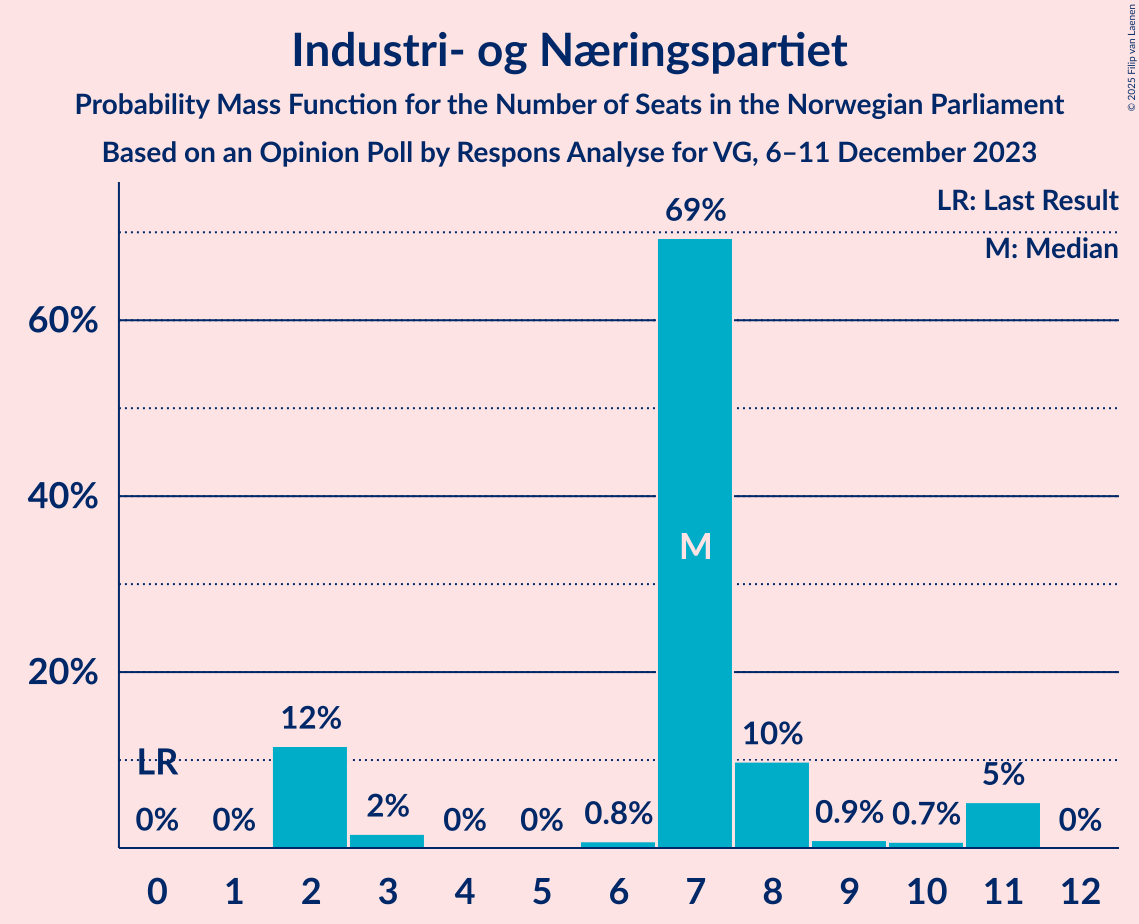 Industri- og Næringspartiet
Probability Mass Function for the Number of Seats in the Norwegian Parliament
Based on an Opinion Poll by Respons Analyse for VG, 6–11 December 2023
© 2025 Filip van Laenen
LR: Last Result
M: Median
60%
40%
20%
LR
M
0%
0%
12%
2%
0%
0%
0.8%
69%
10%
0.9%
0.7%
5%
0%
0 1 2 3 4 5 6 7 8 9 10 11 12